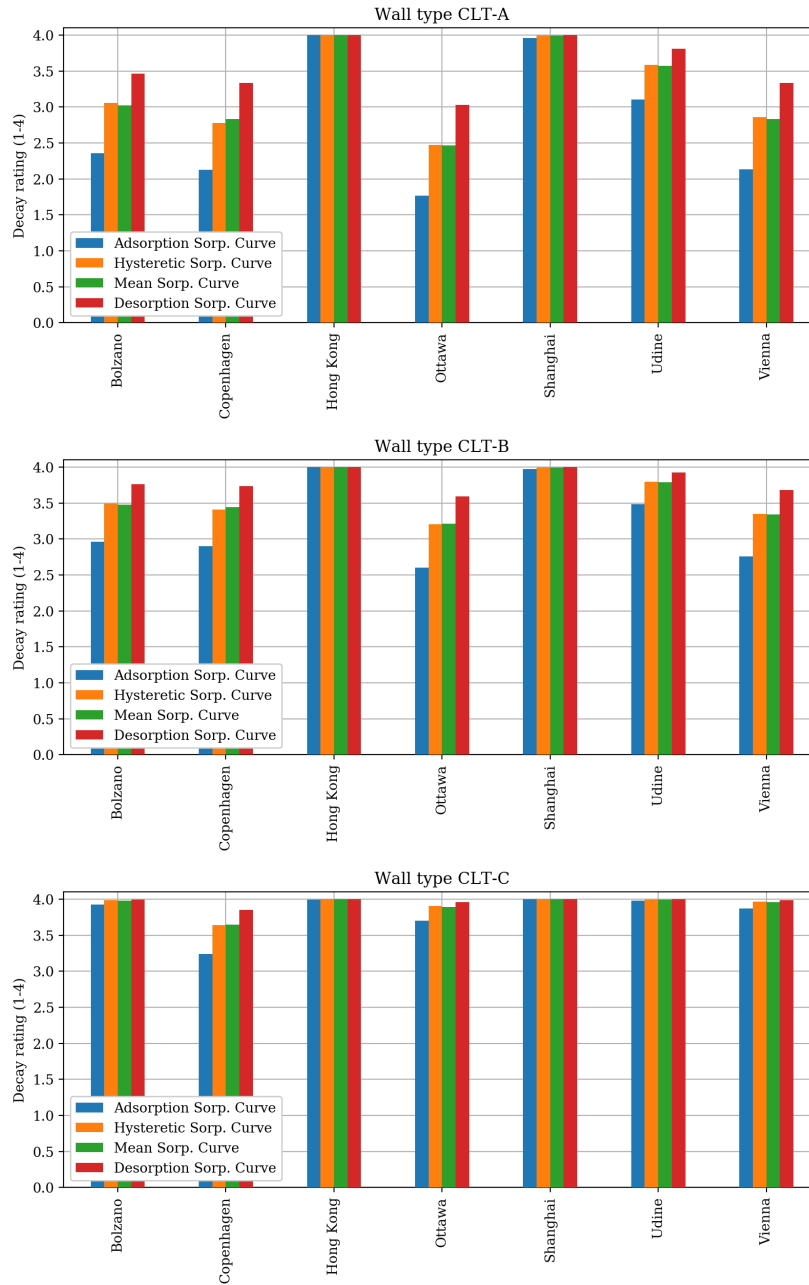 Wall type CLT-A
Decay rating (1-4)
4.0
3.5
3.0
2.5
2.0
1.5
1.0
0.5
0.0
Adsorption Sorp. Curve
Hysteretic Sorp. Curve
Mean Sorp. Curve
Desorption Sorp. Curve
Bolzano
Copenhagen
Hong Kong
Ottawa
Shanghai
Udine
Vienna
Wall type CLT-B
Decay rating (1-4)
4.0
3.5
3.0
2.5
2.0
1.5
1.0
0.5
0.0
Adsorption Sorp. Curve
Hysteretic Sorp. Curve
Mean Sorp. Curve
Desorption Sorp. Curve
Bolzano
Copenhagen
Hong Kong
Ottawa
Shanghai
Udine
Vienna
Wall type CLT-C
Decay rating (1-4)
4.0
3.5
3.0
2.5
2.0
1.5
1.0
0.5
0.0
Adsorption Sorp. Curve
Hysteretic Sorp. Curve
Mean Sorp. Curve
Desorption Sorp. Curve
Bolzano
Copenhagen
Hong Kong
Ottawa
Shanghai
Udine
Vienna